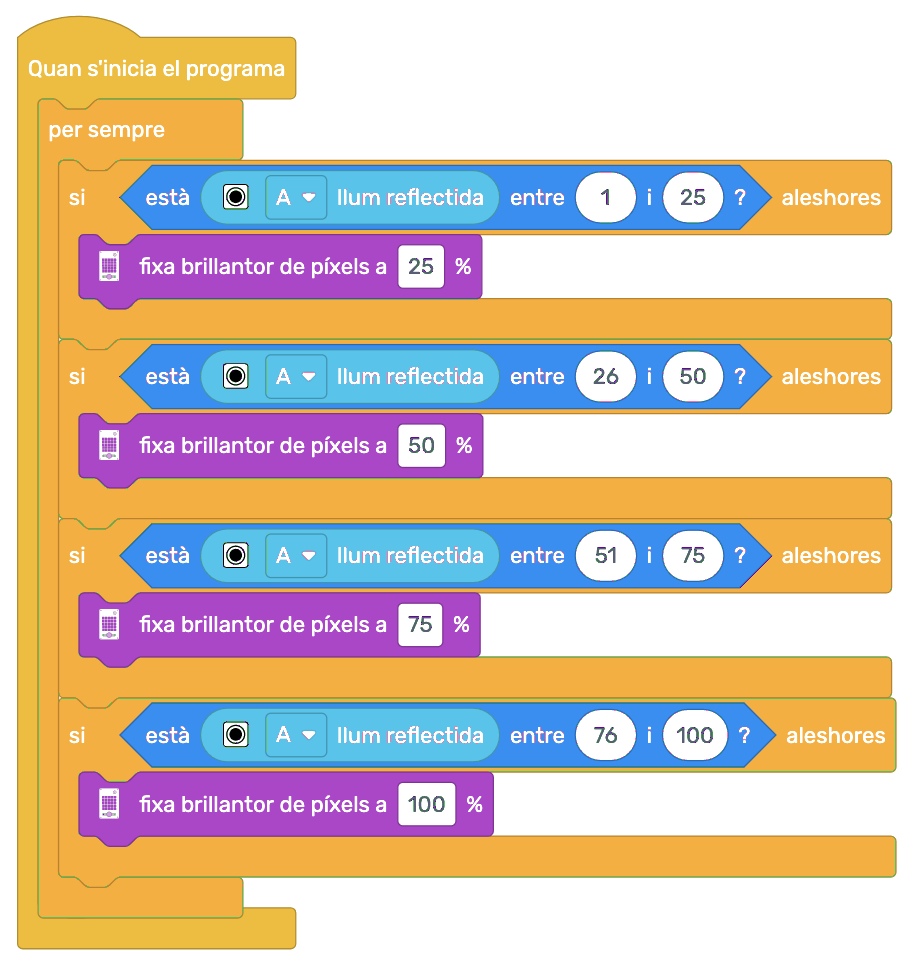 Quan s'inicia el programa
per sempre
si està A llum reflectida entre 1 i 25 ? aleshores
fixa brillantor de píxels a 25 %
si està A llum reflectida entre 26 i 50 ? aleshores
fixa brillantor de píxels a 50 %
si està A llum reflectida entre 51 i 75 ? aleshores
fixa brillantor de píxels a 75 %
si està A llum reflectida entre 76 i 100 ? aleshores
fixa brillantor de píxels a 100 %